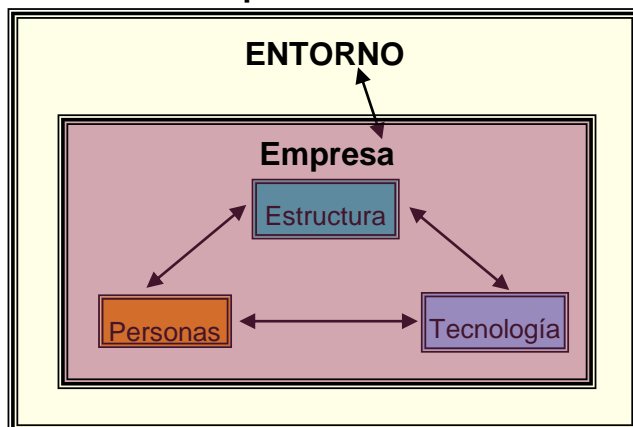 ENTORNO
Empresa
Estructura
Personas
Tecnología